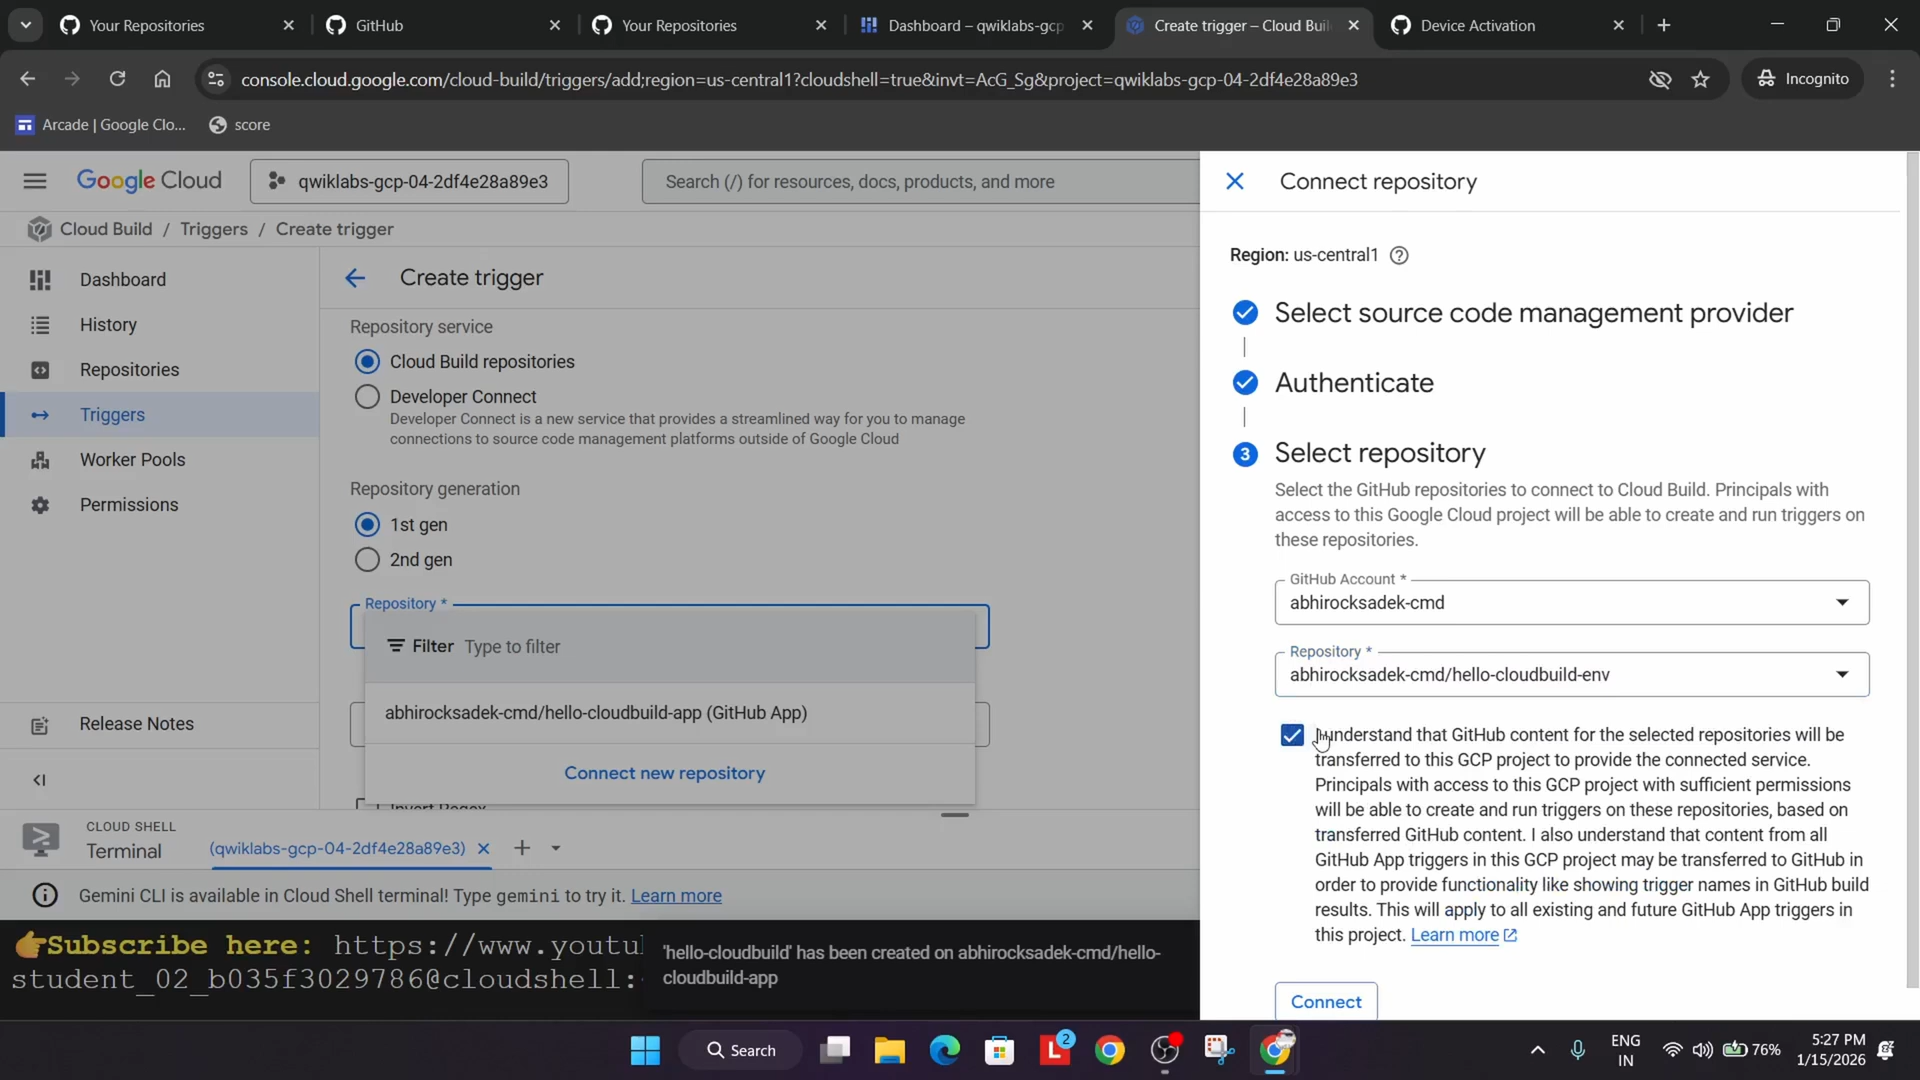 Your Repositories
GitHub
Your Repositories
Dashboard – qwiklabs-gcp
Create trigger – Cloud Buil
Device Activation
console.cloud.google.com/cloud-build/triggers/add;region=us-central1?cloudshell=true&invt=AcG_Sg&project=qwiklabs-gcp-04-2df4e28a89e3
Incognito
Arcade | Google Clo...
score
Google Cloud
qwiklabs-gcp-04-2df4e28a89e3
Search (/) for resources, docs, products, and more
Cloud Build / Triggers / Create trigger
Dashboard
History
Repositories
Triggers
Worker Pools
Permissions
Release Notes
Create trigger
Repository service
Cloud Build repositories
Developer Connect
Developer Connect is a new service that provides a streamlined way for you to manage
connections to source code management platforms outside of Google Cloud
Repository generation
1st gen
2nd gen
Repository *
Filter Type to filter
abhirocksadek-cmd/hello-cloudbuild-app (GitHub App)
Connect new repository
Invert Regex
Connect repository
Region: us-central1
Select source code management provider
Authenticate
3 Select repository
Select the GitHub repositories to connect to Cloud Build. Principals with
access to this Google Cloud project will be able to create and run triggers on
these repositories.
GitHub Account *
abhirocksadek-cmd
Repository *
abhirocksadek-cmd/hello-cloudbuild-env
I understand that GitHub content for the selected repositories will be
transferred to this GCP project to provide the connected service.
Principals with access to this GCP project with sufficient permissions
will be able to create and run triggers on these repositories, based on
transferred GitHub content. I also understand that content from all
GitHub App triggers in this GCP project may be transferred to GitHub in
order to provide functionality like showing trigger names in GitHub build
results. This will apply to all existing and future GitHub App triggers in
this project. Learn more
Connect
CLOUD SHELL
Terminal
(qwiklabs-gcp-04-2df4e28a89e3)
Gemini CLI is available in Cloud Shell terminal! Type gemini to try it. Learn more
👉Subscribe here: https://www.youtu
student_02_b035f3029786@cloudshell:
'hello-cloudbuild' has been created on abhirocksadek-cmd/hello-
cloudbuild-app
Search
L
2
ENG
IN
76%
5:27 PM
1/15/2026